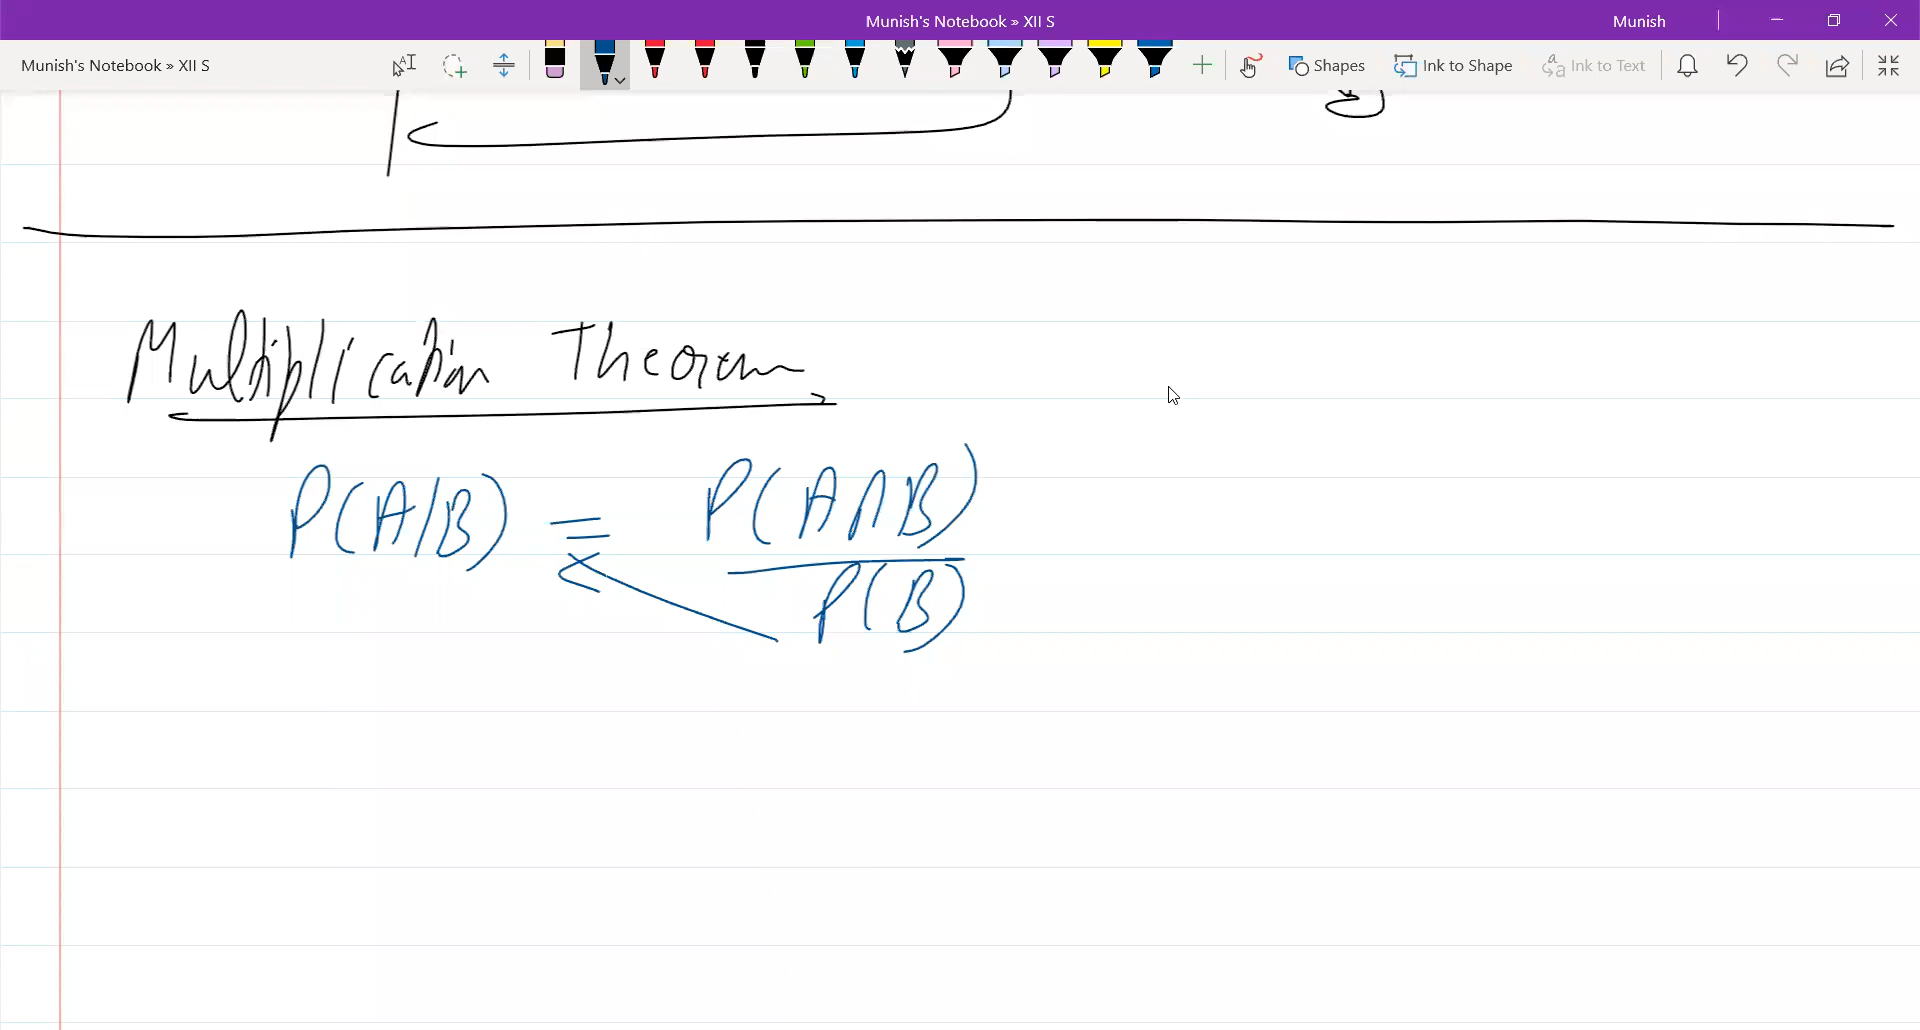 Munish's Notebook » XII S
Munish
Munish's Notebook » XII S
Shapes
Ink to Shape
Ink to Text
Multiplication Theorem
P(A/B) = P(A∩B)
P(B)